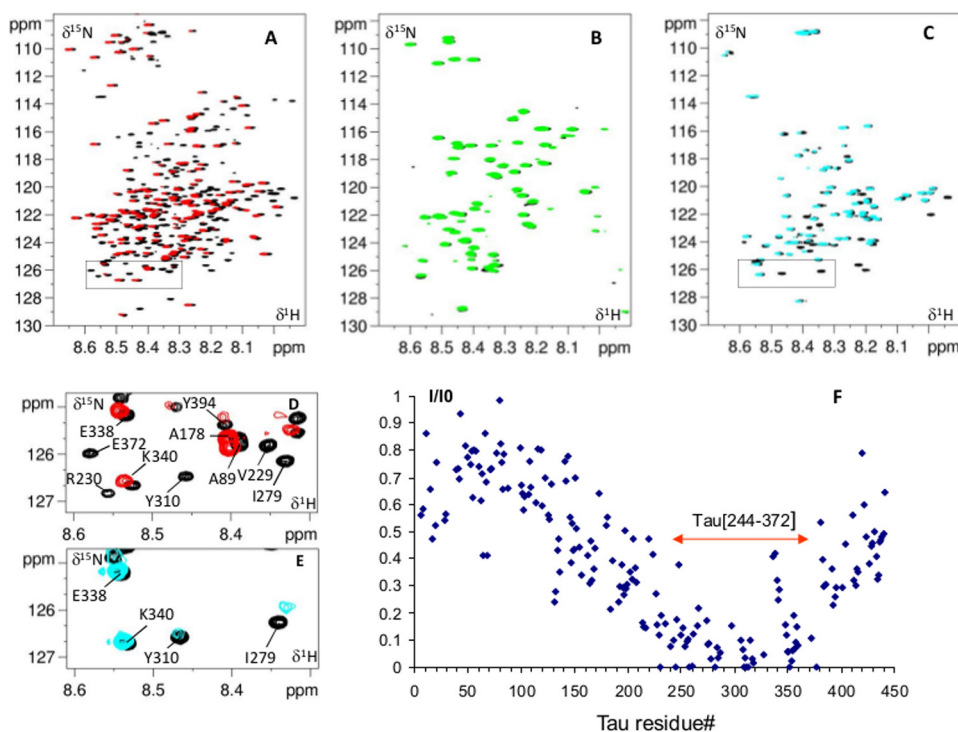 ppm
δ15N
A
110
112
114
116
118
120
122
124
126
128
130
δ1H
8.6 8.5 8.4 8.3 8.2 8.1 ppm
ppm
δ15N
B
110
112
114
116
118
120
122
124
126
128
130
δ1H
8.6 8.5 8.4 8.3 8.2 8.1 ppm
ppm
δ15N
C
110
112
114
116
118
120
122
124
126
128
130
δ1H
8.6 8.5 8.4 8.3 8.2 8.1 ppm
ppm
δ15N
D
Y394
E338
E372
A178
K340
126
R230
Y310
A89
V229
I279
127
δ1H
8.6 8.5 8.4 ppm
ppm
δ15N
E
E338
126
K340
Y310
I279
127
δ1H
8.6 8.5 8.4 ppm
I/I0
F
1
0.9
0.8
0.7
0.6
0.5
0.4
0.3
0.2
0.1
0
Tau[244-372]
0 50 100 150 200 250 300 350 400 450
Tau residue#